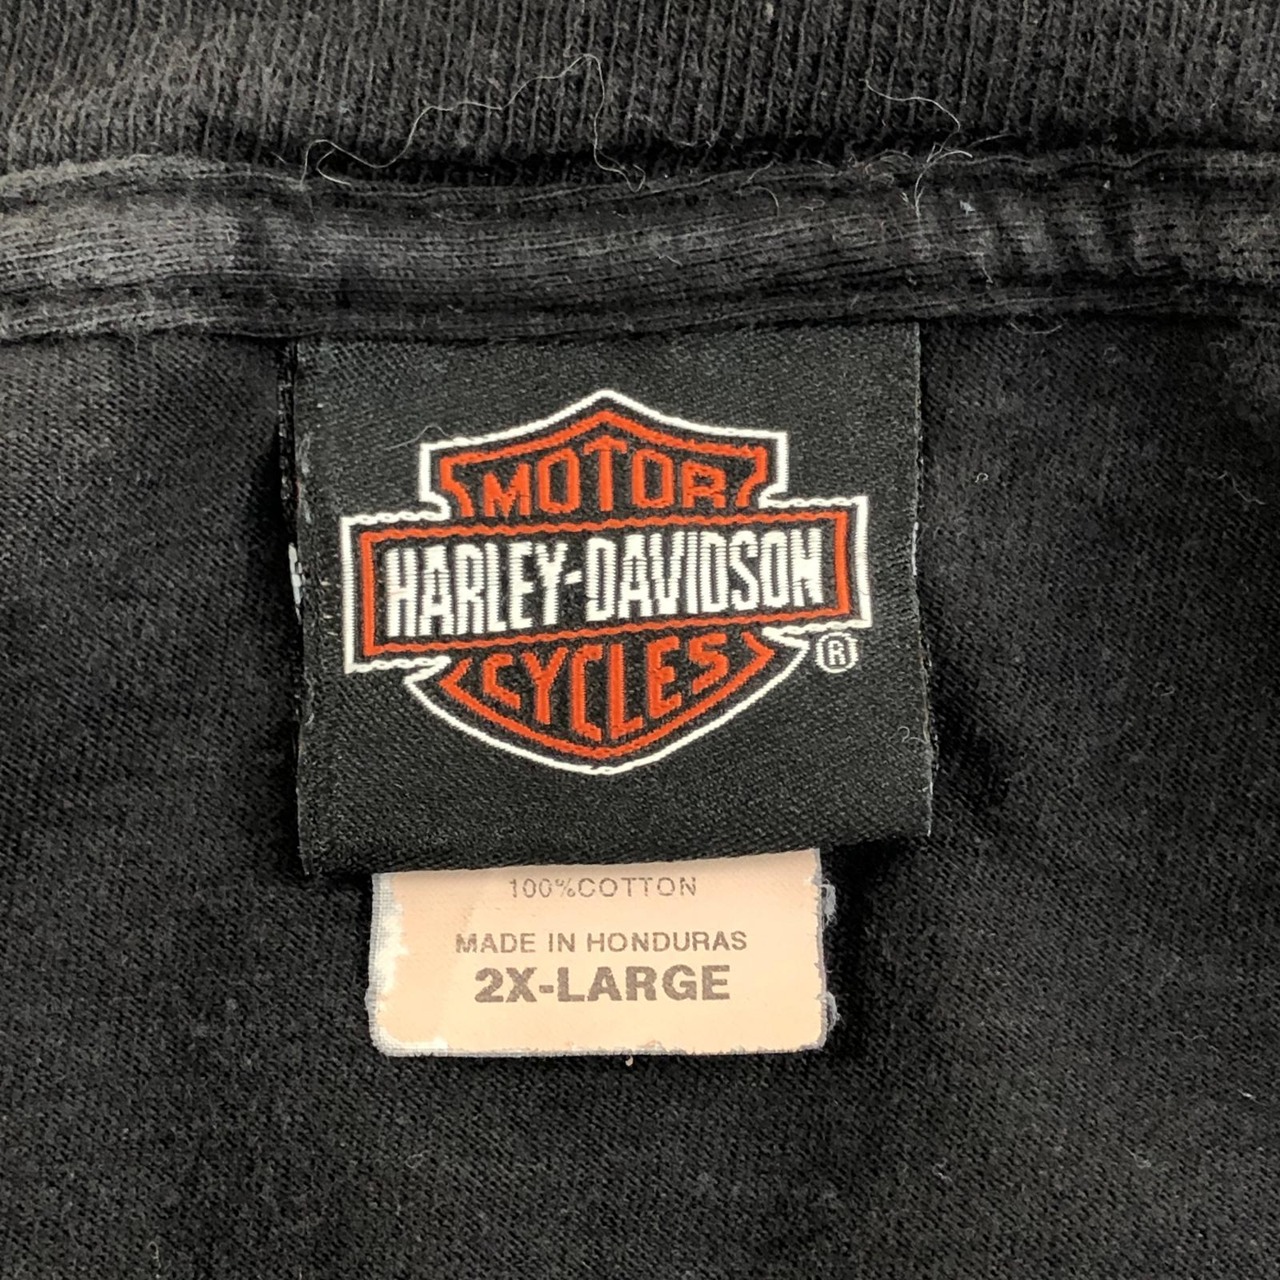 MOTOR
HARLEY-DAVIDSON
CYCLES
®
100%COTTON
MADE IN HONDURAS
2X-LARGE